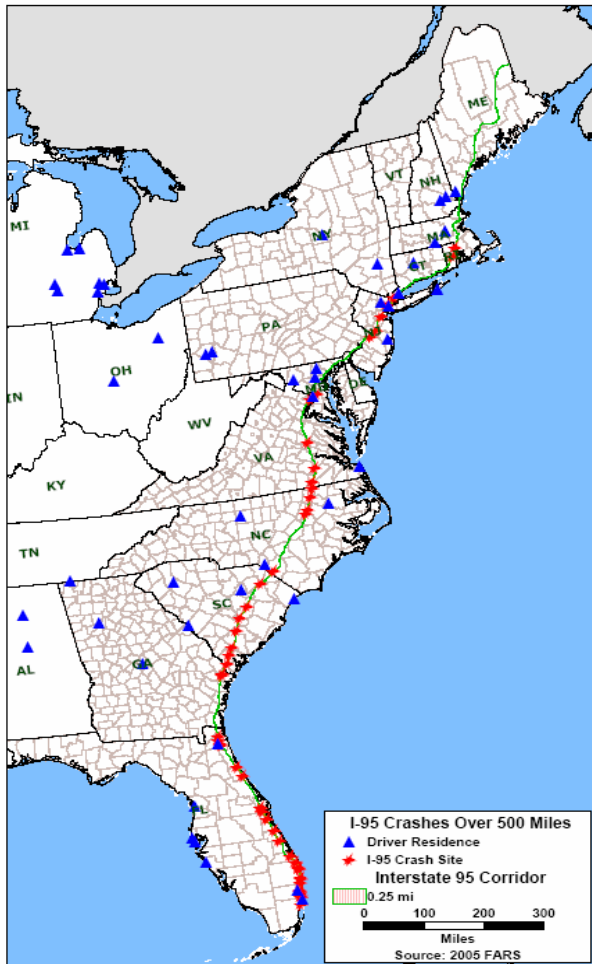 ME
VT
NH
MI
NY
MA
CT
RI
PA
NJ
OH
IN
MD
DE
WV
VA
KY
NC
TN
SC
AL
GA
FL
I-95 Crashes Over 500 Miles
Driver Residence
I-95 Crash Site
Interstate 95 Corridor
0.25 mi
0 100 200 300
Miles
Source: 2005 FARS